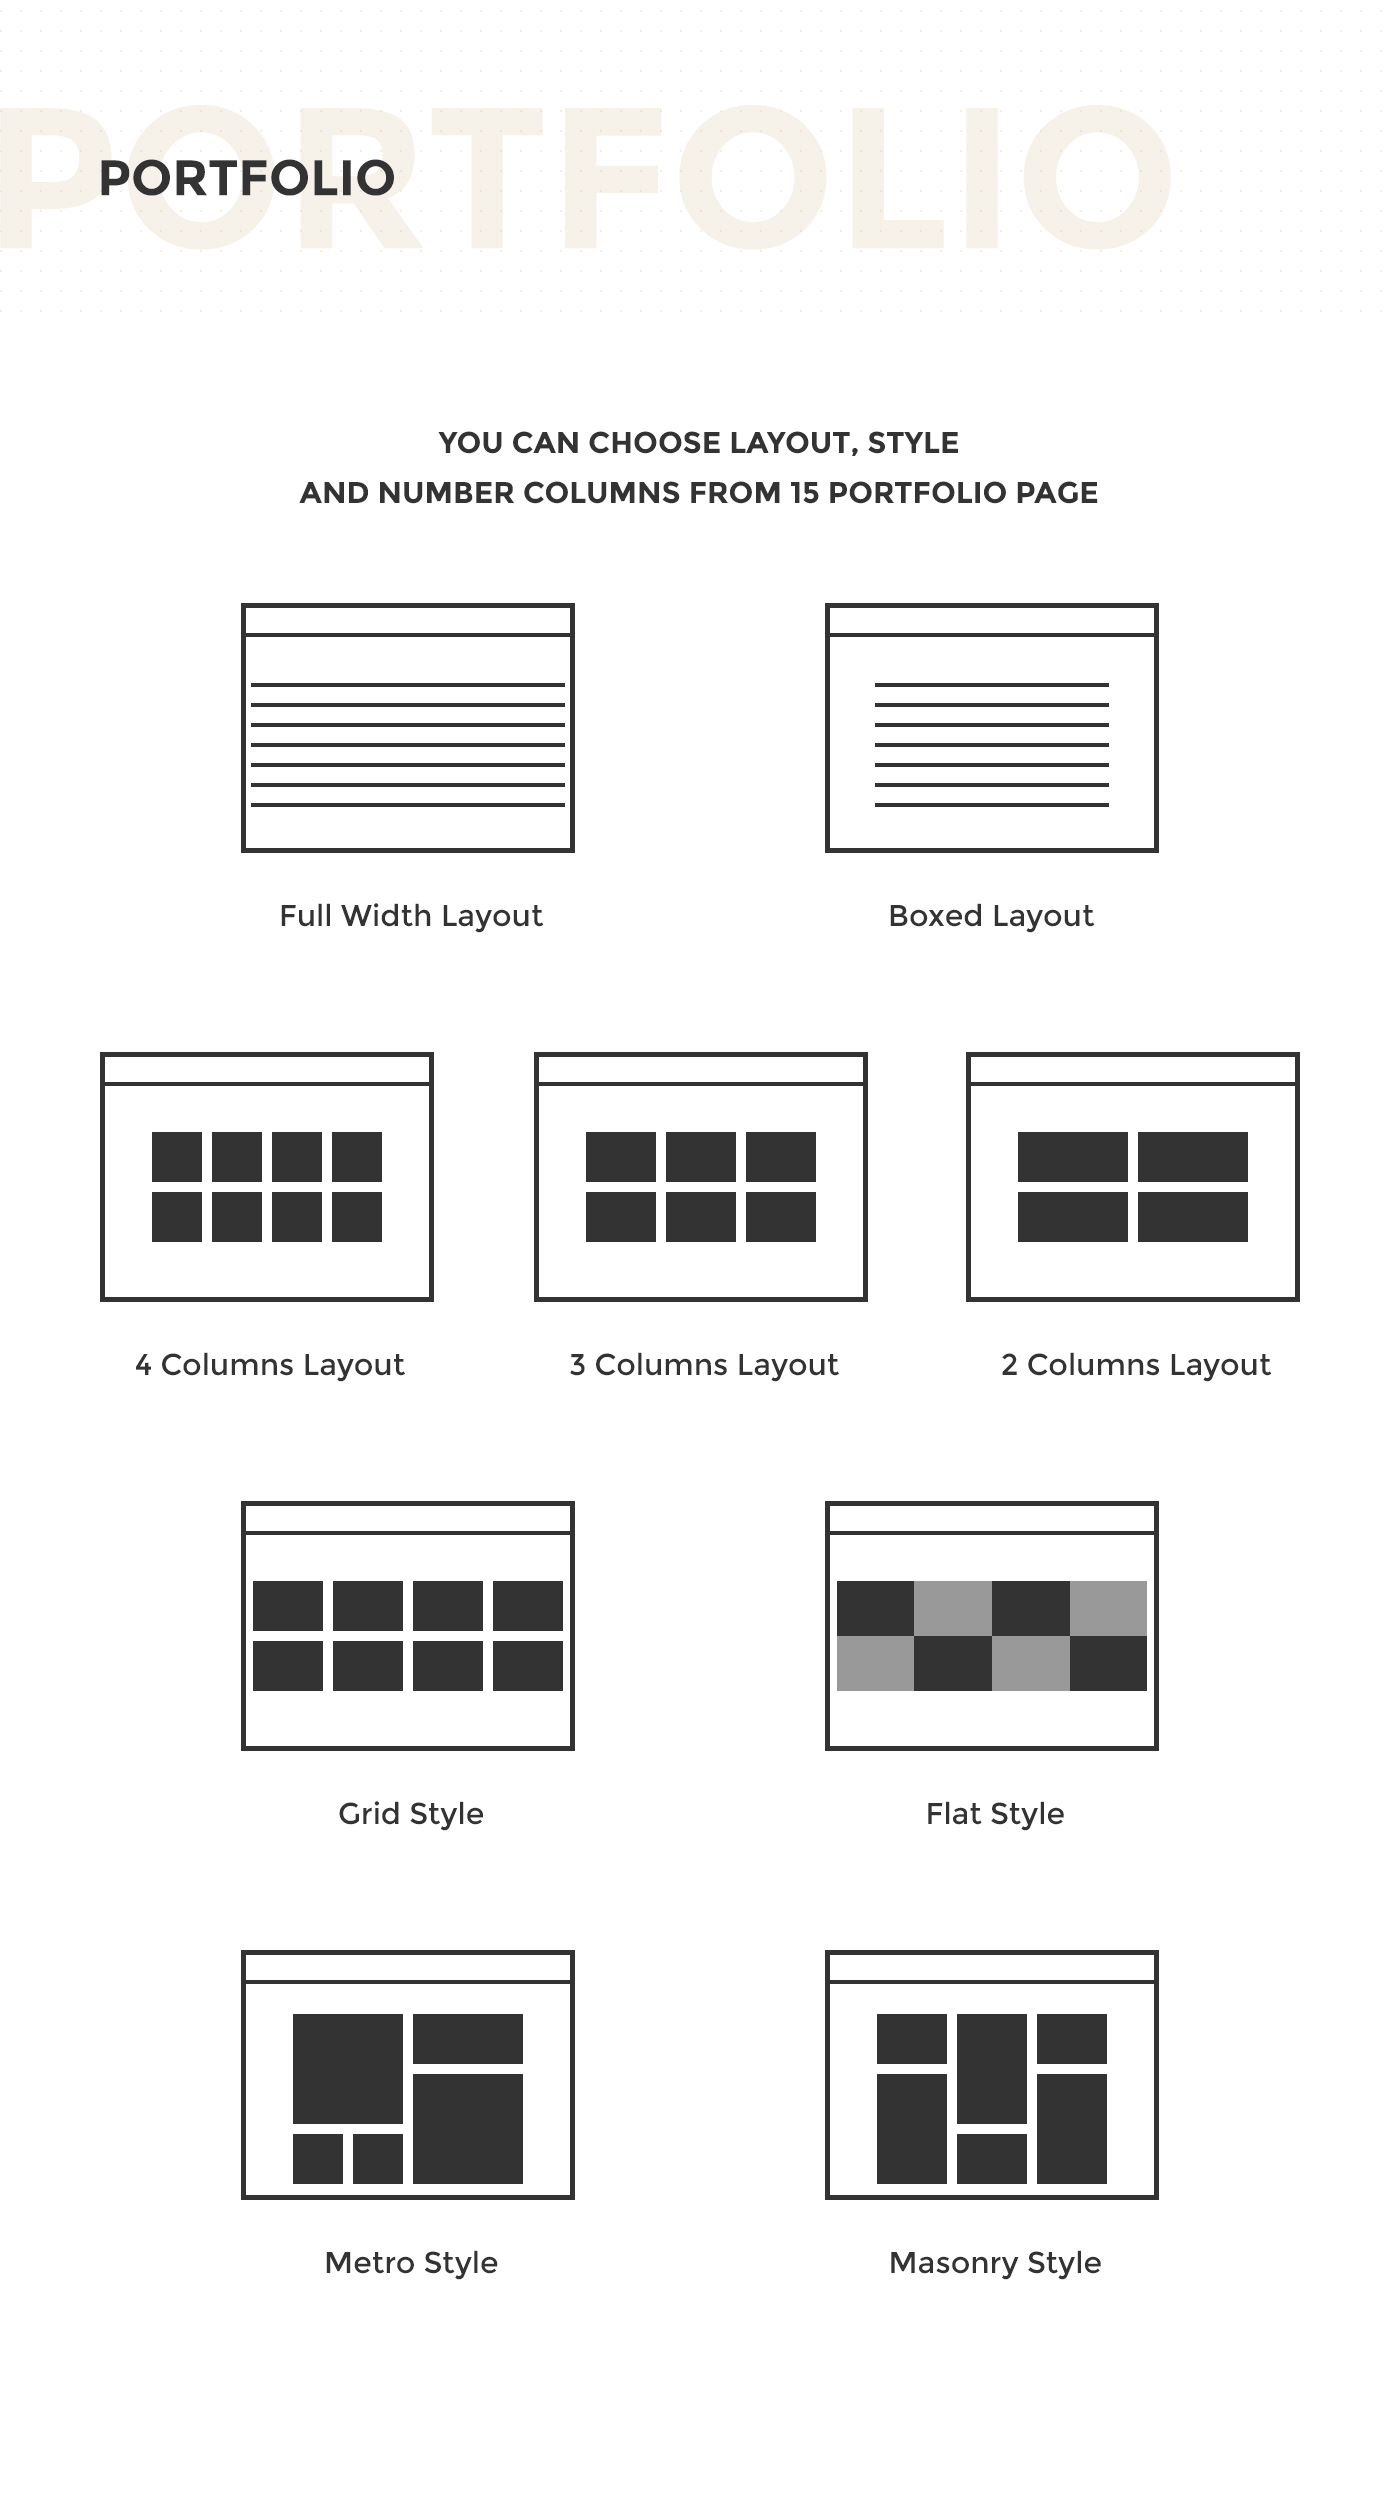 PORTFOLIO
PORTFOLIO
YOU CAN CHOOSE LAYOUT, STYLE
AND NUMBER COLUMNS FROM 15 PORTFOLIO PAGE
Full Width Layout
Boxed Layout
4 Columns Layout
3 Columns Layout
2 Columns Layout
Grid Style
Flat Style
Metro Style
Masonry Style